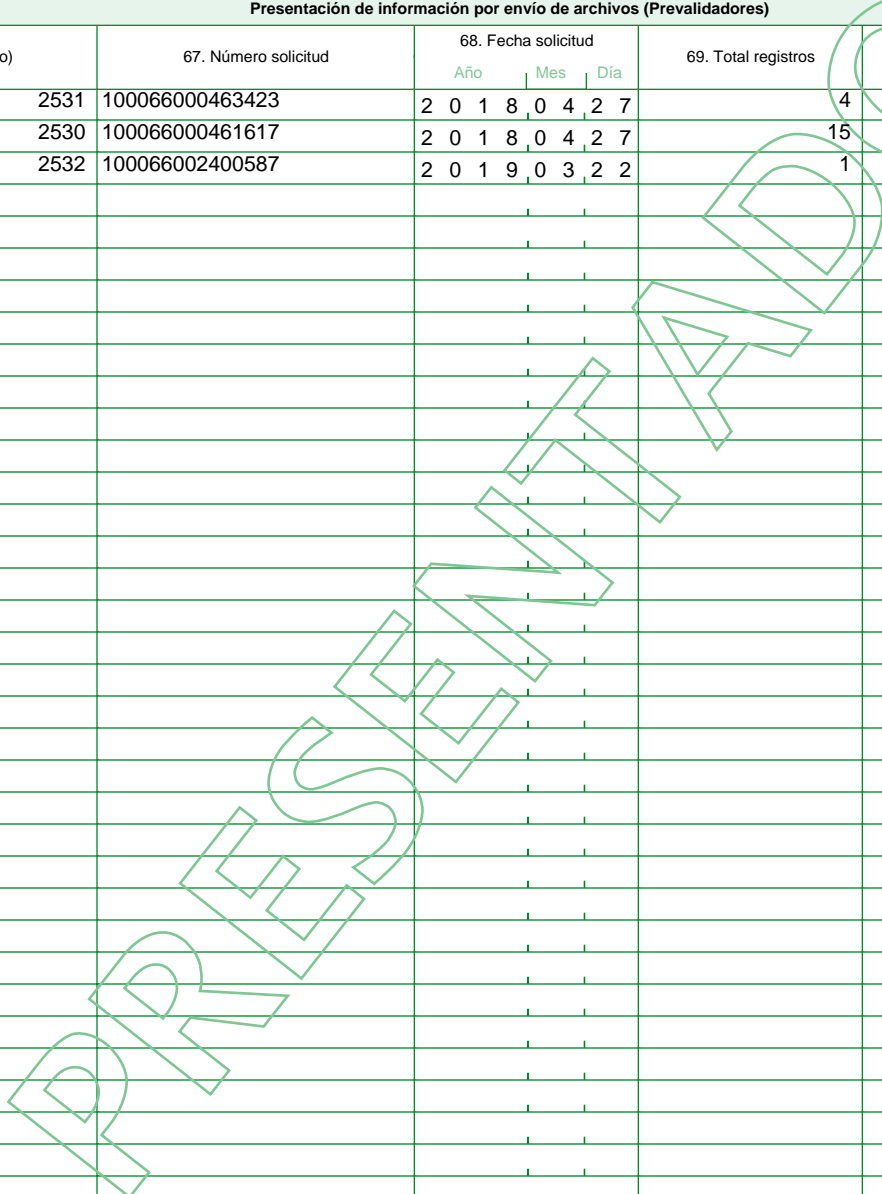 Presentación de información por envío de archivos (Prevalidadores)
o) 67. Número solicitud 68. Fecha solicitud 69. Total registros
Año Mes Día
2531 100066000463423 2 0 1 8 0 4 2 7 4
2530 100066000461617 2 0 1 8 0 4 2 7 15
2532 100066002400587 2 0 1 9 0 3 2 2 1
PRESENTADO